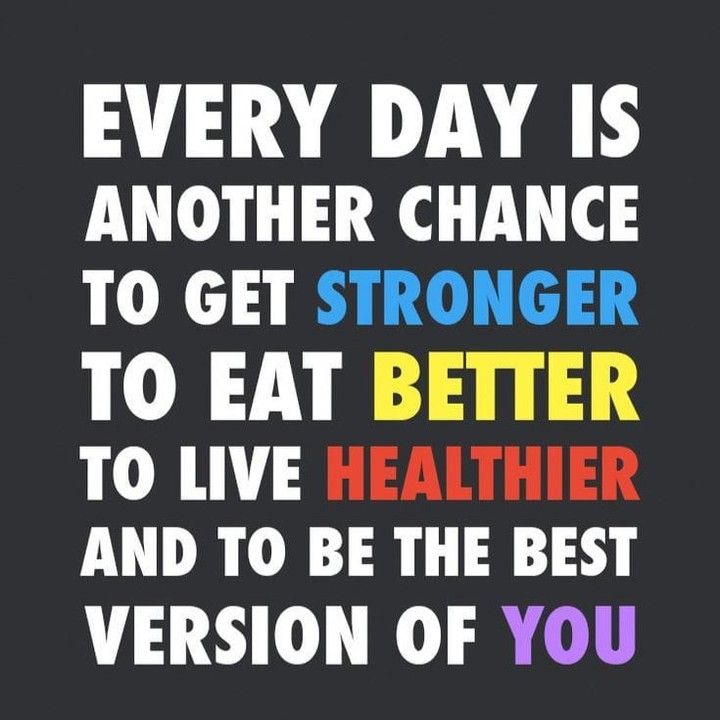 EVERY DAY IS
ANOTHER CHANCE
TO GET STRONGER
TO EAT BETTER
TO LIVE HEALTHIER
AND TO BE THE BEST
VERSION OF YOU